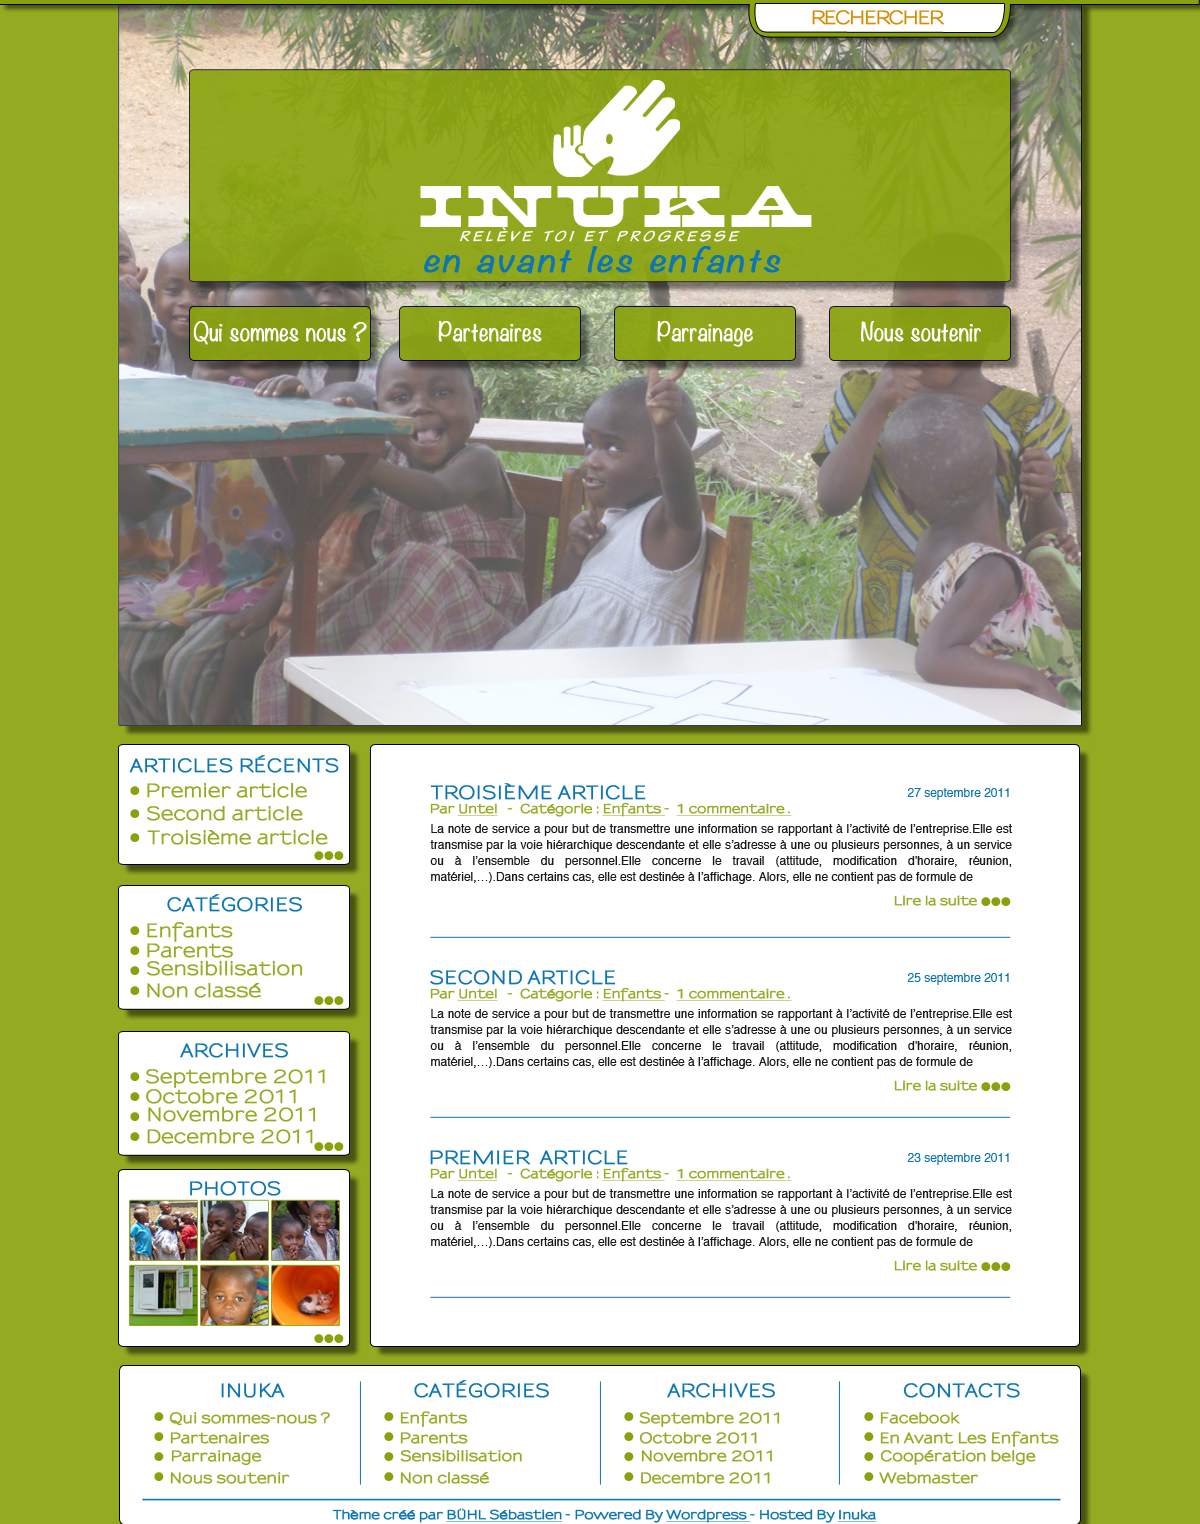 RECHERCHER
INUKA
RELÈVE TOI ET PROGRESSE
en avant les enfants
Qui sommes nous ?
Partenaires
Parrainage
Nous soutenir
ARTICLES RÉCENTS
• Premier article
• Second article
• Troisième article
CATÉGORIES
• Enfants
• Parents
• Sensibilisation
• Non classé
ARCHIVES
• Septembre 2011
• Octobre 2011
• Novembre 2011
• Decembre 2011
PHOTOS
TROISIÈME ARTICLE
27 septembre 2011
Par Untel - Catégorie : Enfants - 1 commentaire .
La note de service a pour but de transmettre une information se rapportant à l’activité de l’entreprise.Elle est
transmise par la voie hiérarchique descendante et elle s’adresse à une ou plusieurs personnes, à un service
ou à l’ensemble du personnel.Elle concerne le travail (attitude, modification d’horaire, réunion,
matériel,…).Dans certains cas, elle est destinée à l’affichage. Alors, elle ne contient pas de formule de
Lire la suite ●●●
SECOND ARTICLE
25 septembre 2011
Par Untel - Catégorie : Enfants - 1 commentaire .
La note de service a pour but de transmettre une information se rapportant à l’activité de l’entreprise.Elle est
transmise par la voie hiérarchique descendante et elle s’adresse à une ou plusieurs personnes, à un service
ou à l’ensemble du personnel.Elle concerne le travail (attitude, modification d’horaire, réunion,
matériel,…).Dans certains cas, elle est destinée à l’affichage. Alors, elle ne contient pas de formule de
Lire la suite ●●●
PREMIER ARTICLE
23 septembre 2011
Par Untel - Catégorie : Enfants - 1 commentaire .
La note de service a pour but de transmettre une information se rapportant à l’activité de l’entreprise.Elle est
transmise par la voie hiérarchique descendante et elle s’adresse à une ou plusieurs personnes, à un service
ou à l’ensemble du personnel.Elle concerne le travail (attitude, modification d’horaire, réunion,
matériel,…).Dans certains cas, elle est destinée à l’affichage. Alors, elle ne contient pas de formule de
Lire la suite ●●●
INUKA
• Qui sommes-nous ?
• Partenaires
• Parrainage
• Nous soutenir
CATÉGORIES
• Enfants
• Parents
• Sensibilisation
• Non classé
ARCHIVES
• Septembre 2011
• Octobre 2011
• Novembre 2011
• Decembre 2011
CONTACTS
• Facebook
• En Avant Les Enfants
• Coopération belge
• Webmaster
Thème créé par BÜHL Sébastien - Powered By Wordpress - Hosted By Inuka